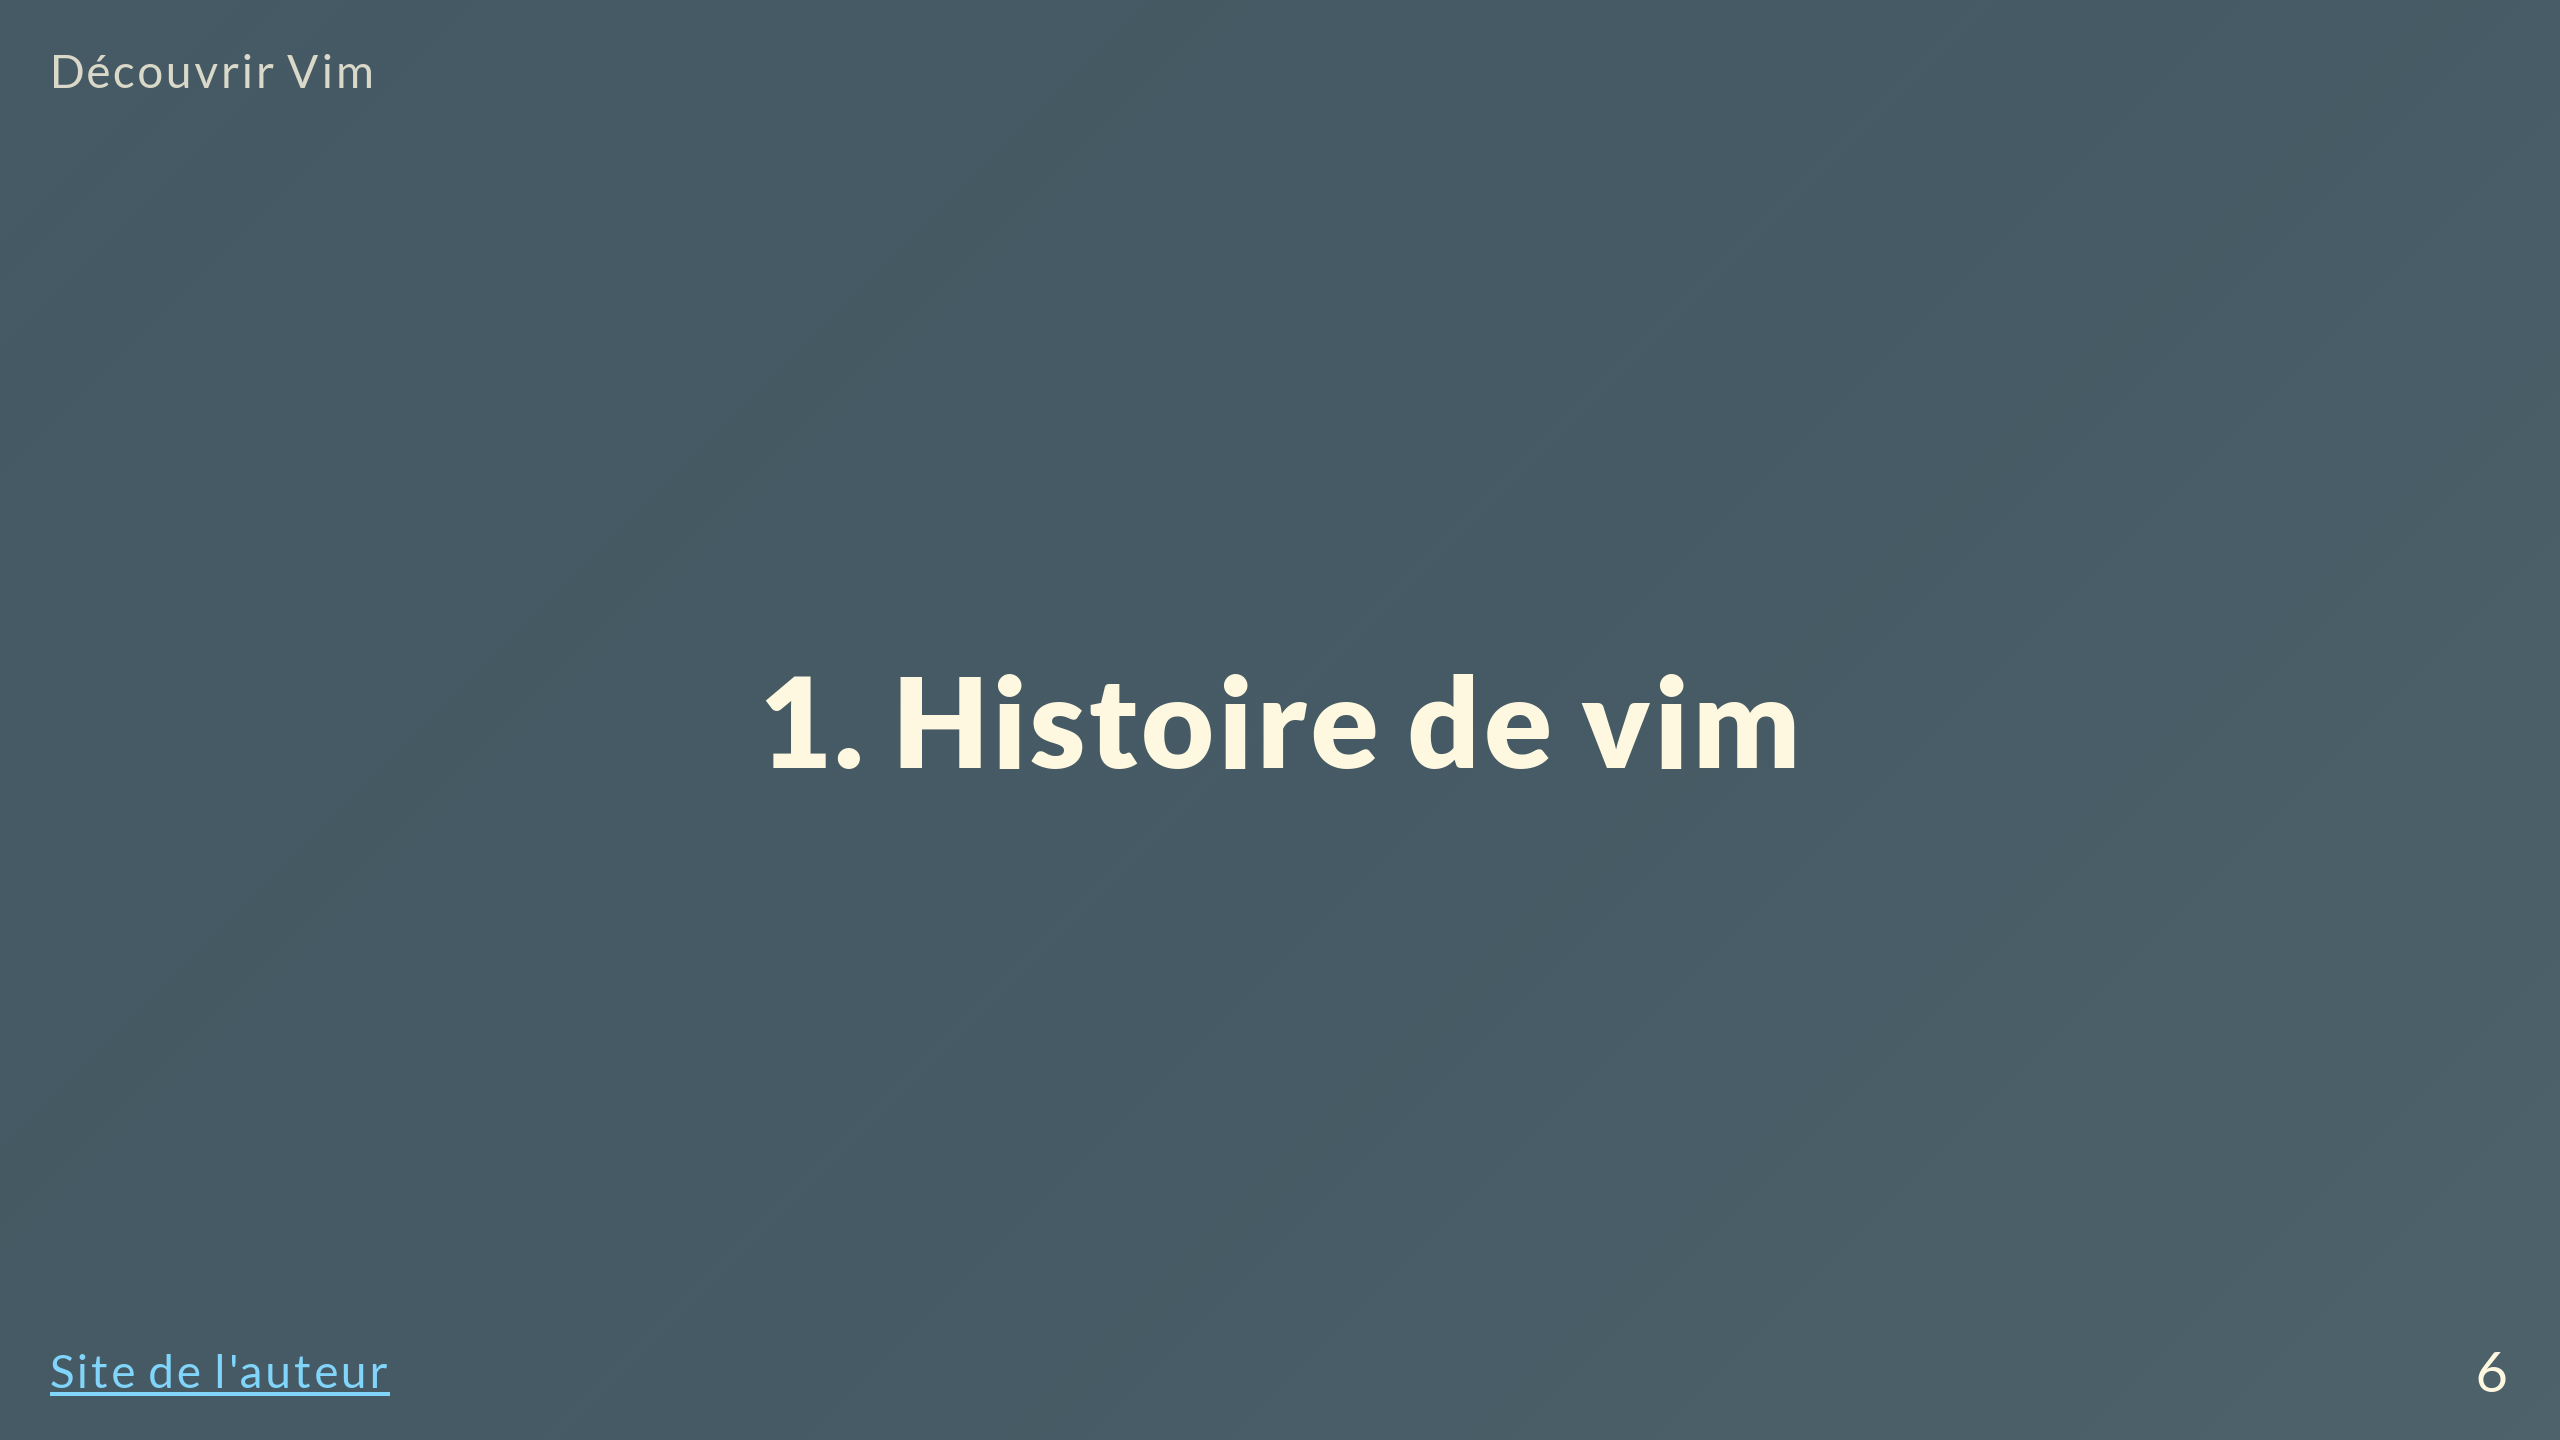 Découvrir Vim
1. Histoire de vim
Site de l'auteur
6